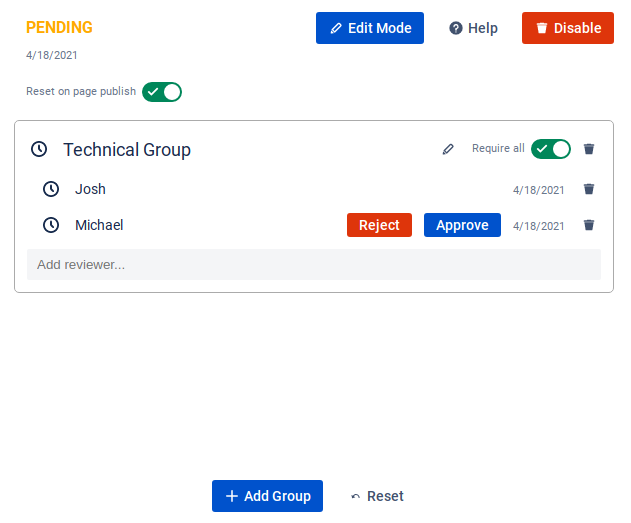 PENDING
Edit Mode
Help
Disable
4/18/2021
Reset on page publish
Technical Group
Require all
Josh
4/18/2021
Michael
Reject
Approve
4/18/2021
Add reviewer...
Add Group
Reset